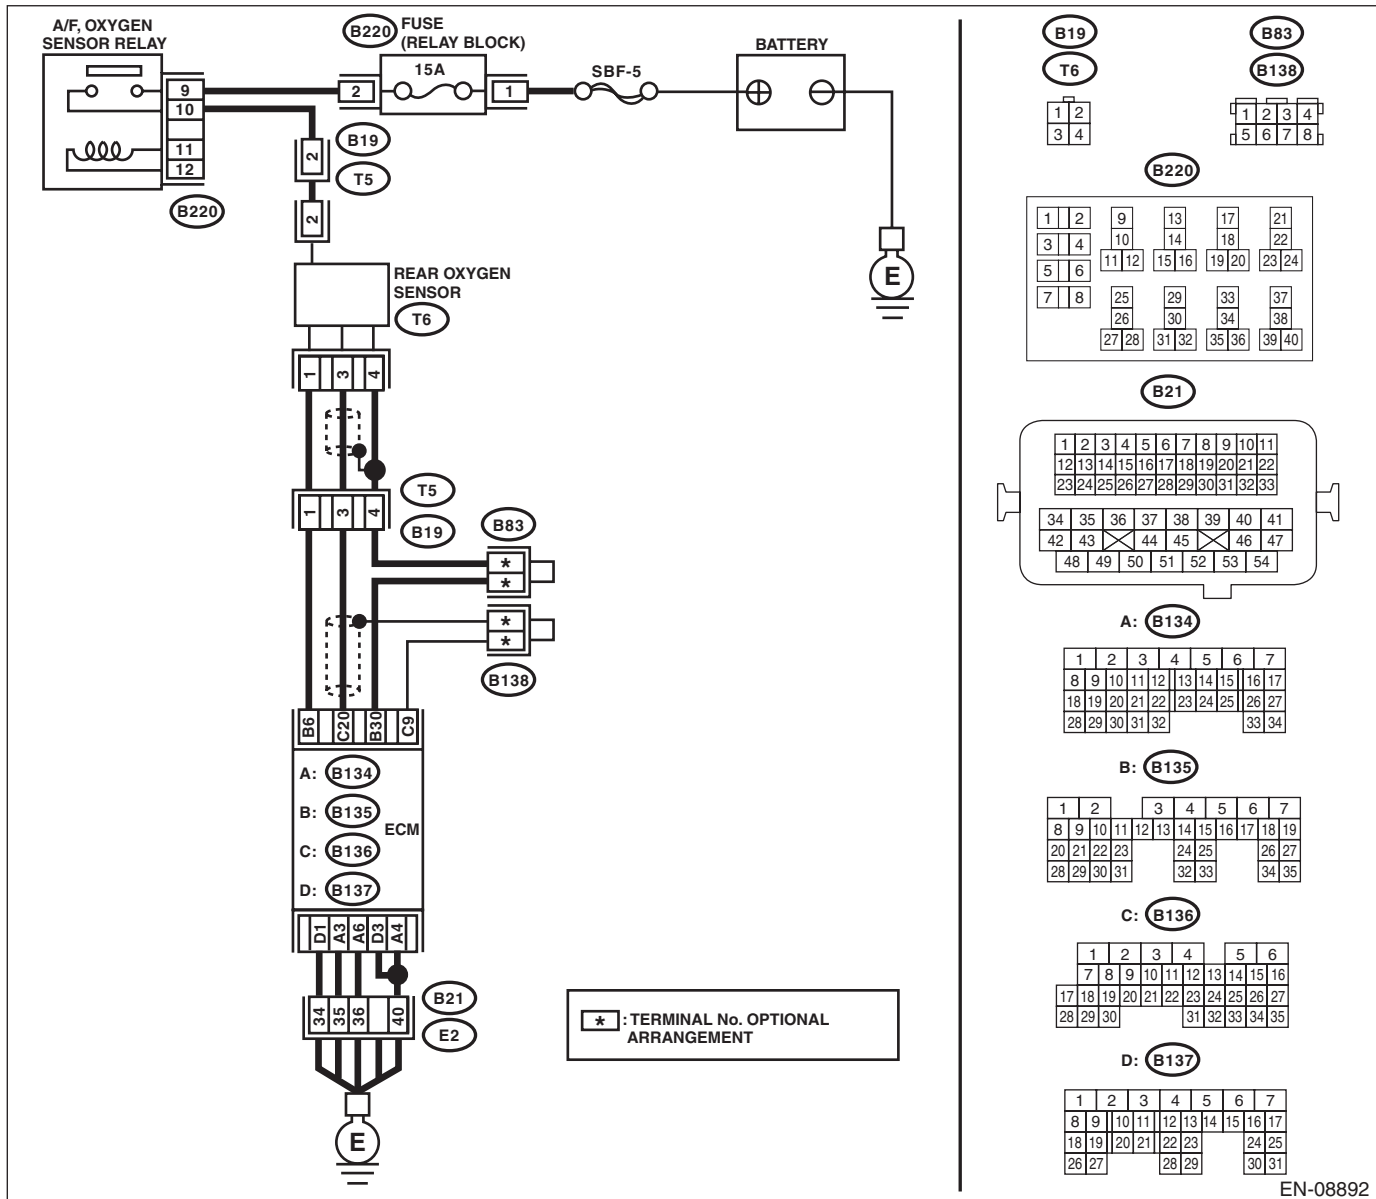 A/F, OXYGEN
SENSOR RELAY
B220
FUSE
(RELAY BLOCK)
15A
SBF-5
BATTERY
9
10
11
12
2
1
B220
2
B19
T5
2
REAR OXYGEN
SENSOR
T6
E
1 3 4
T5
B19
1 3 4
B83
*
*
*
*
B138
B6 C20 B30 C9
A: B134
B: B135
C: B136
D: B137
ECM
D1 A3 A6 D3 A4
34 35 36 40
B21
E2
E
* : TERMINAL No. OPTIONAL
ARRANGEMENT
B19 B83
T6 B138
1 2
3 4
1 2 3 4
5 6 7 8
B220
1 2 9 13 17 21
3 4 10 14 18 22
5 6 11 12 15 16 19 20 23 24
7 8 25 29 33 37
26 30 34 38
27 28 31 32 35 36 39 40
B21
1 2 3 4 5 6 7 8 9 10 11
12 13 14 15 16 17 18 19 20 21 22
23 24 25 26 27 28 29 30 31 32 33
34 35 36 37 38 39 40 41
42 43 44 45 46 47
48 49 50 51 52 53 54
A: B134
1 2 3 4 5 6 7
8 9 10 11 12 13 14 15 16 17
18 19 20 21 22 23 24 25 26 27
28 29 30 31 32 33 34
B: B135
1 2 3 4 5 6 7
8 9 10 11 12 13 14 15 16 17 18 19
20 21 22 23 24 25 26 27
28 29 30 31 32 33 34 35
C: B136
1 2 3 4 5 6
7 8 9 10 11 12 13 14 15 16
17 18 19 20 21 22 23 24 25 26 27
28 29 30 31 32 33 34 35
D: B137
1 2 3 4 5 6 7
8 9 10 11 12 13 14 15 16 17
18 19 20 21 22 23 24 25
26 27 28 29 30 31
EN-08892